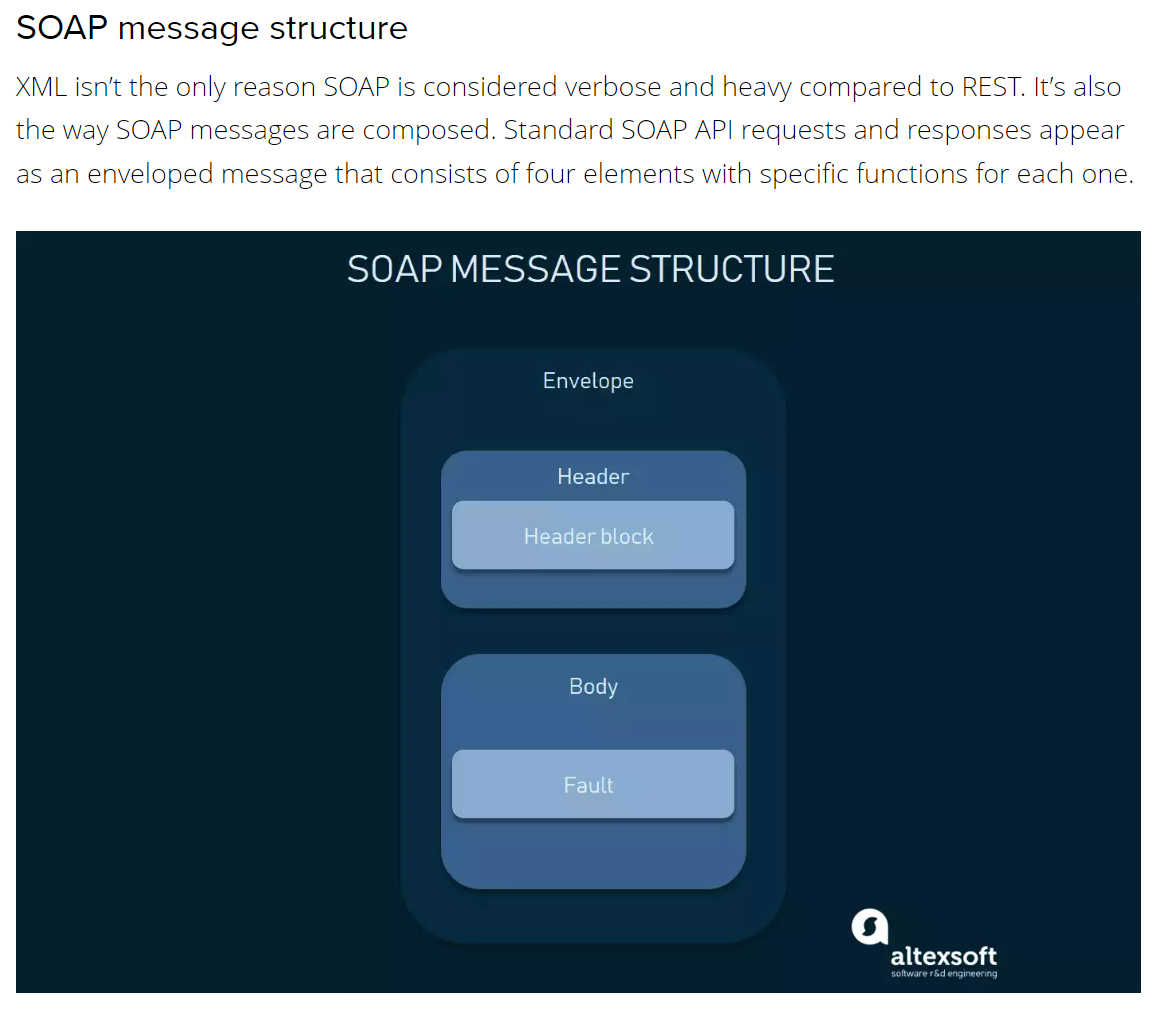 SOAP message structure
XML isn’t the only reason SOAP is considered verbose and heavy compared to REST. It’s also
the way SOAP messages are composed. Standard SOAP API requests and responses appear
as an enveloped message that consists of four elements with specific functions for each one.
SOAP MESSAGE STRUCTURE
Envelope
Header
Header block
Body
Fault
altexsoft
software r&d engineering